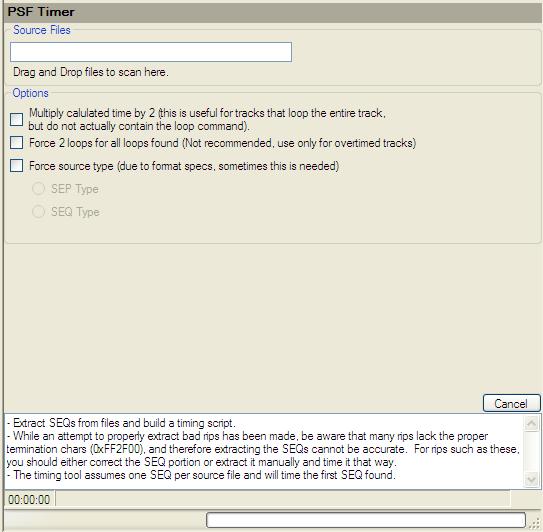 PSF Timer
Source Files
Drag and Drop files to scan here.
Options
Multiply calulated time by 2 (this is useful for tracks that loop the entire track,
but do not actually contain the loop command).
Force 2 loops for all loops found (Not recommended, use only for overtimed tracks)
Force source type (due to format specs, sometimes this is needed)
SEP Type
SEQ Type
Cancel
- Extract SEQs from files and build a timing script.
- While an attempt to properly extract bad rips has been made, be aware that many rips lack the proper
termination chars (0xFF2F00), and therefore extracting the SEQs cannot be accurate.  For rips such as these,
you should either correct the SEQ portion or extract it manually and time it that way.
- The timing tool assumes one SEQ per source file and will time the first SEQ found.
00:00:00